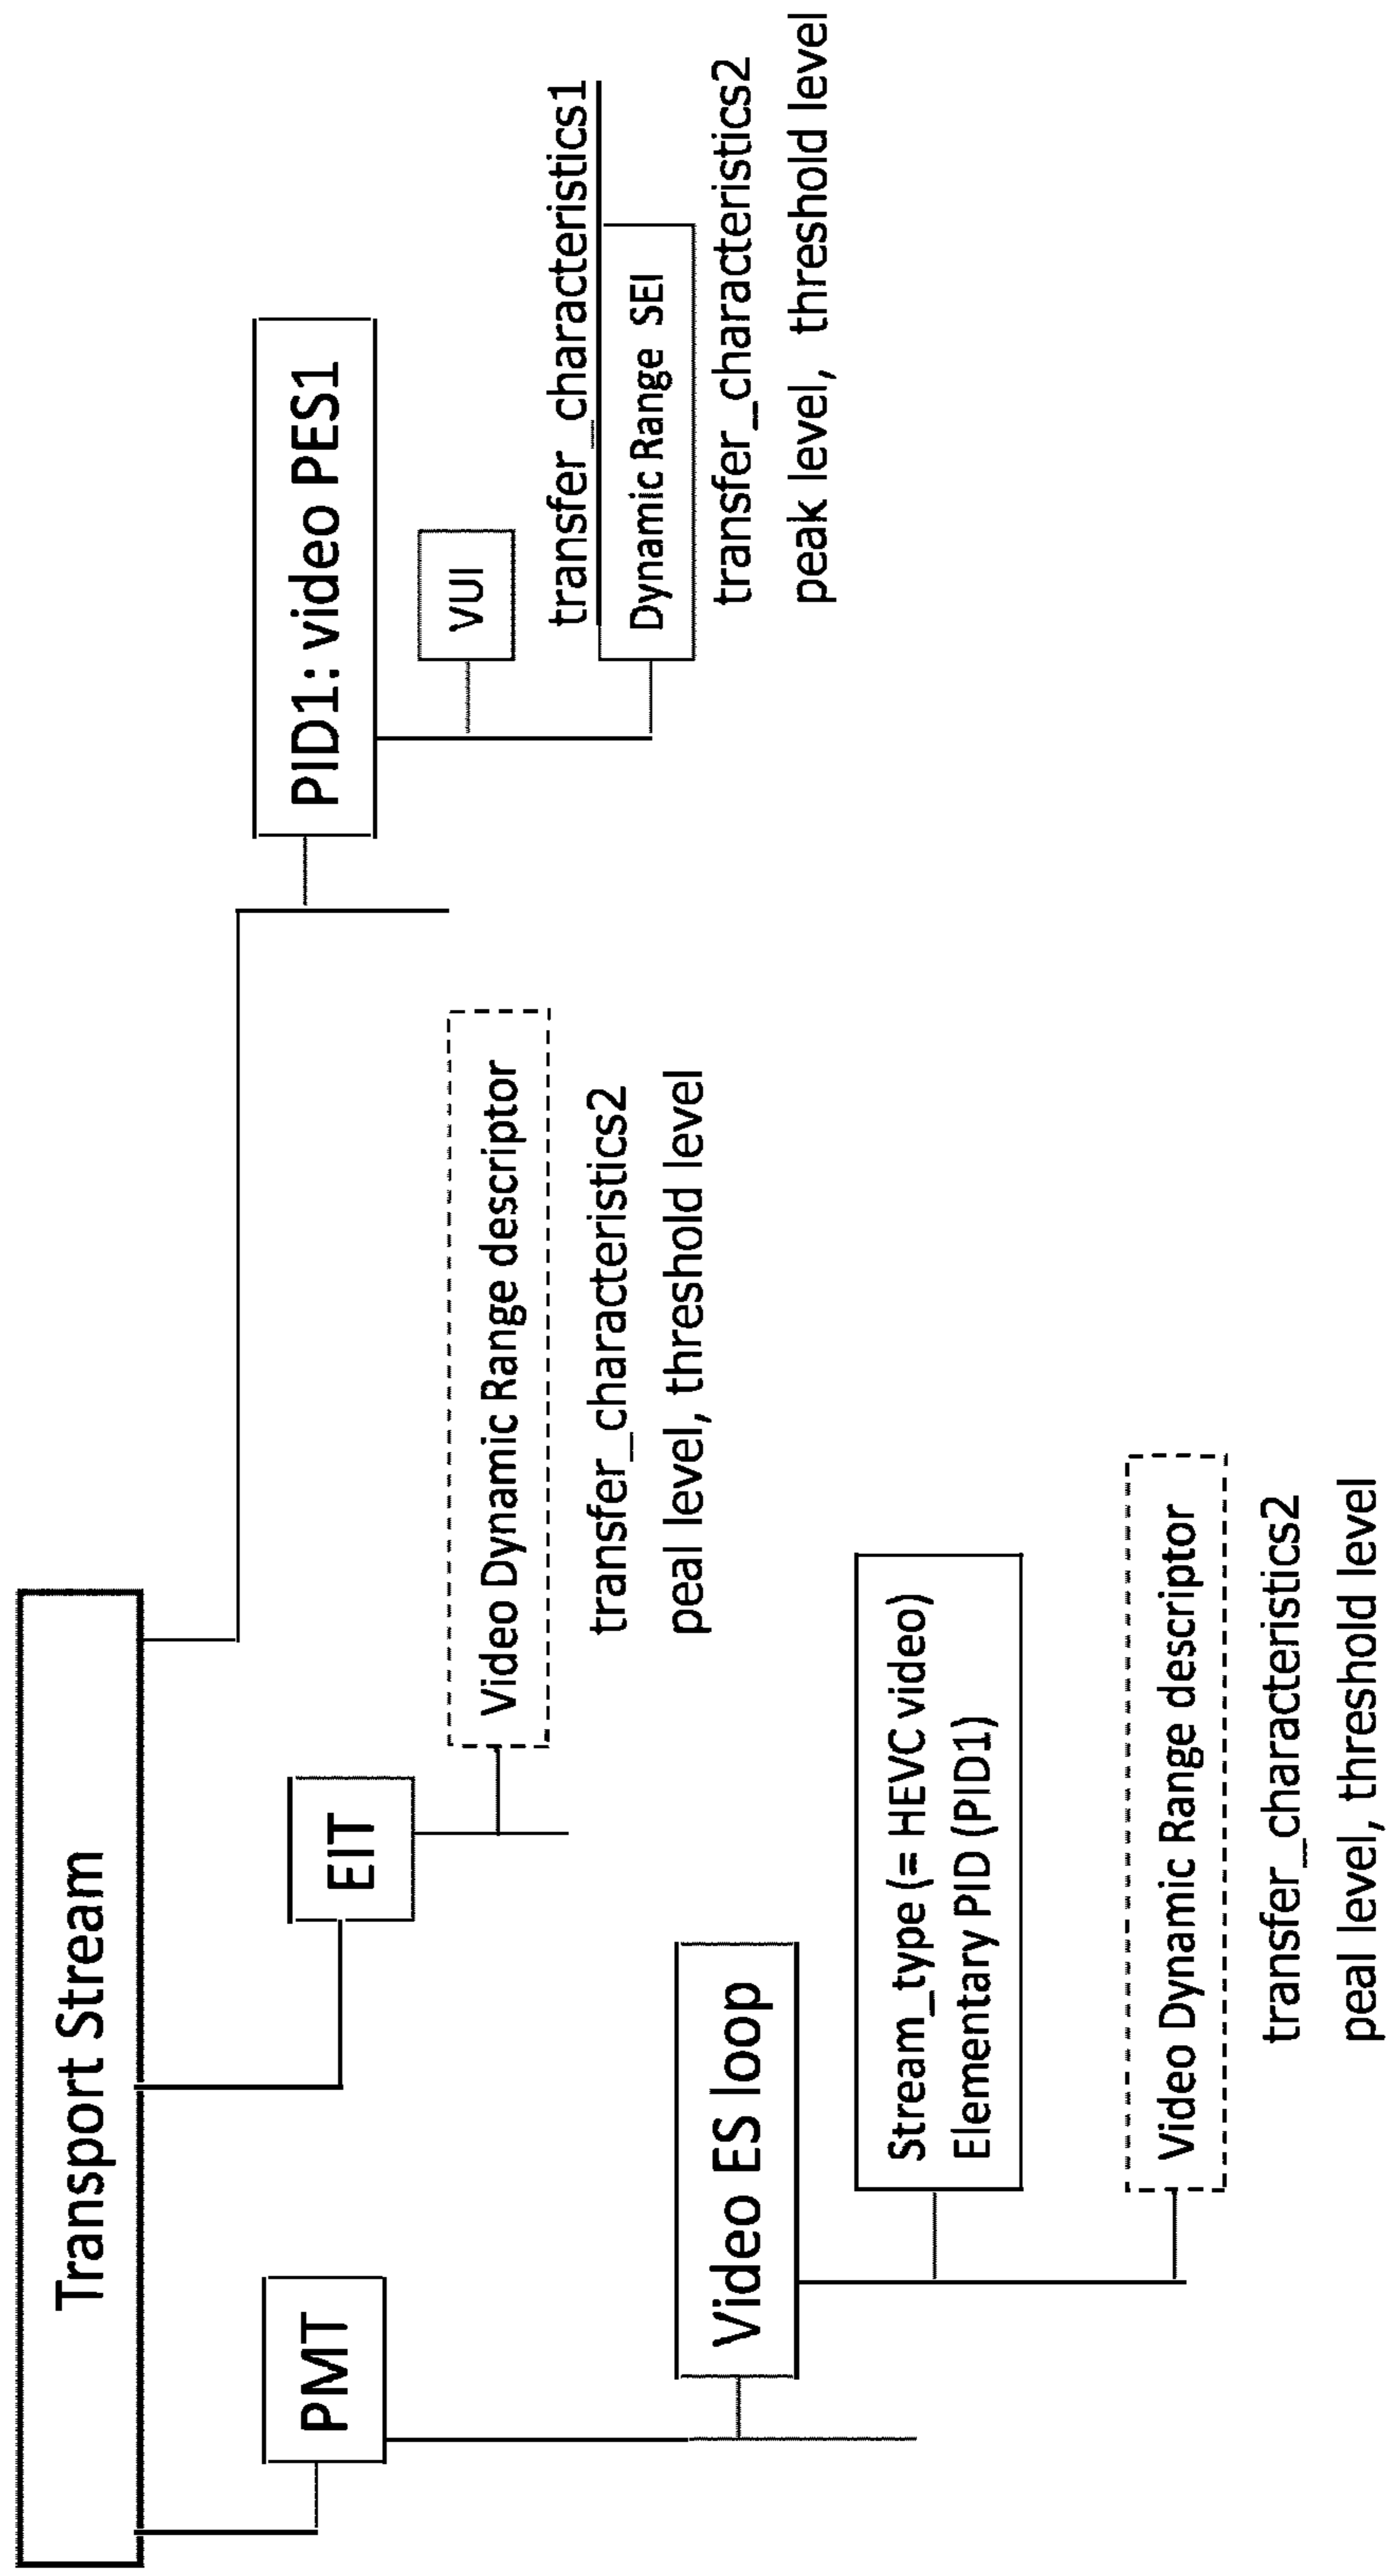 Transport Stream
PID1: video PES1
VUI
transfer_characteristics1
Dynamic Range SEI
transfer_characteristics2
peak level, threshold level
EIT
Video Dynamic Range descriptor
transfer_characteristics2
peal level, threshold level
PMT
Video ES loop
Stream_type (= HEVC video)
Elementary PID (PID1)
Video Dynamic Range descriptor
transfer_characteristics2
peal level, threshold level